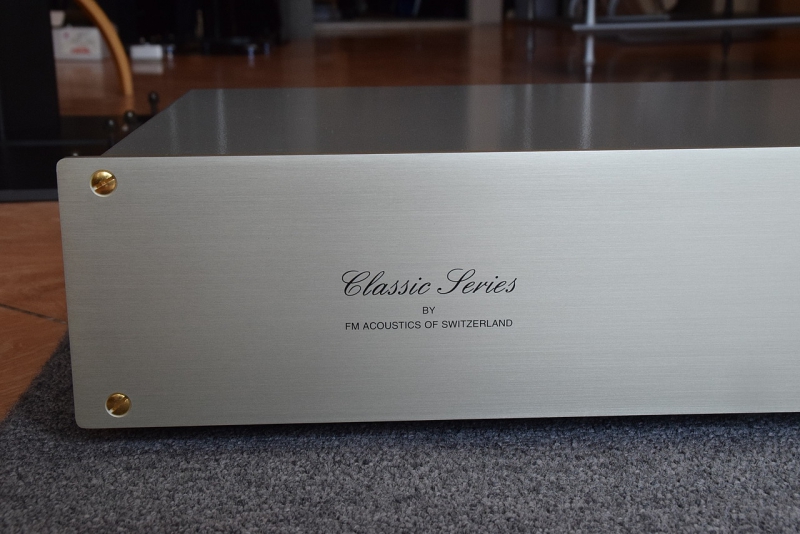 Classic Series
BY
FM ACOUSTICS OF SWITZERLAND